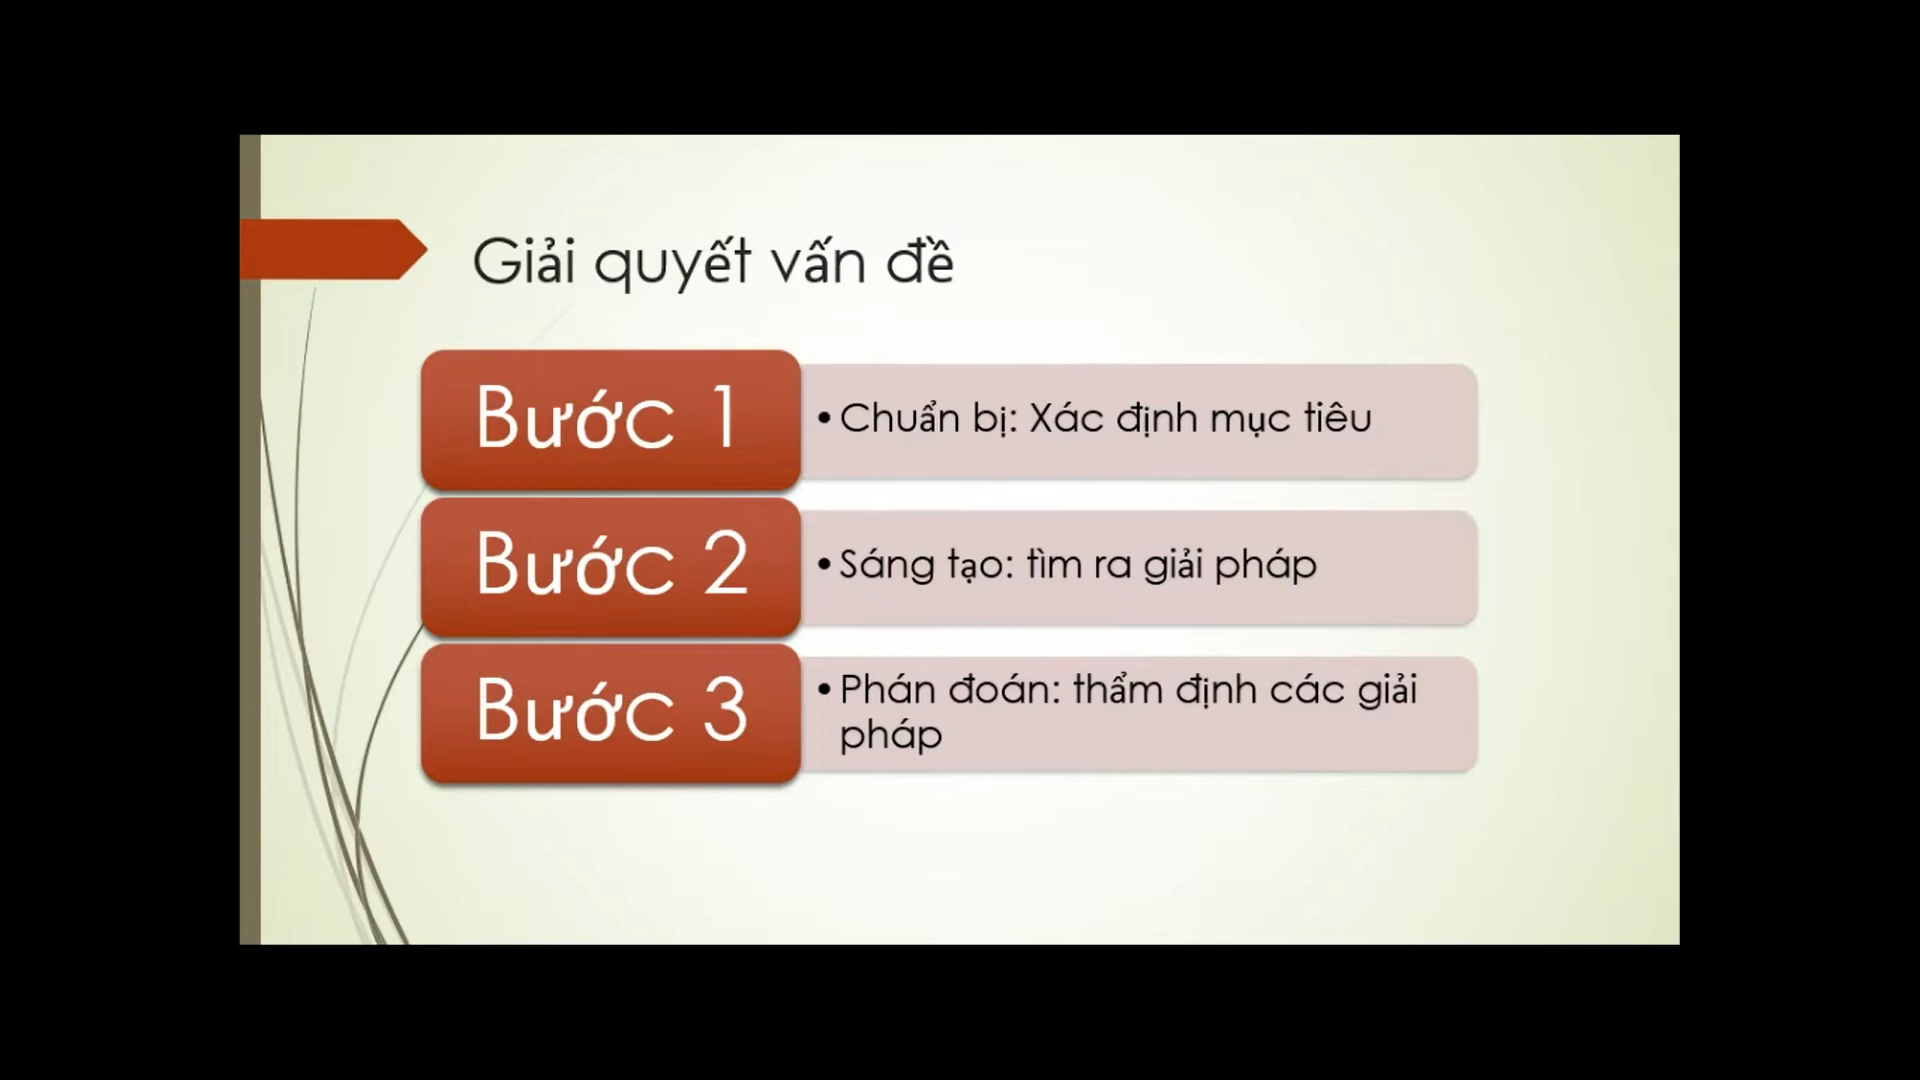 Giải quyết vấn đề
Bước 1
• Chuẩn bị: Xác định mục tiêu
Bước 2
• Sáng tạo: tìm ra giải pháp
Bước 3
• Phán đoán: thẩm định các giải
pháp